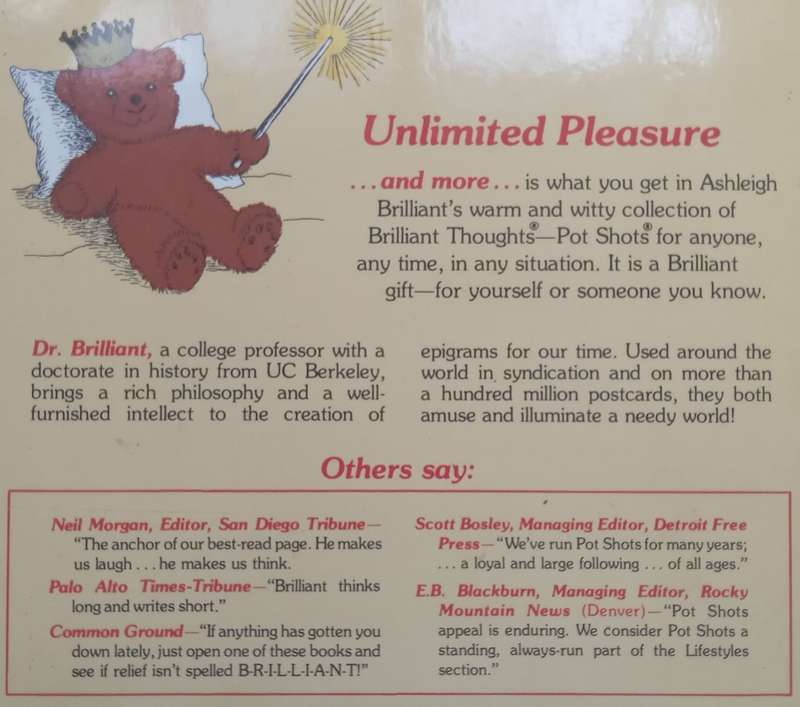 Unlimited Pleasure
...and more... is what you get in Ashleigh
Brilliant's warm and witty collection of
Brilliant Thoughts®—Pot Shots® for anyone,
any time, in any situation. It is a Brilliant
gift—for yourself or someone you know.
Dr. Brilliant, a college professor with a
doctorate in history from UC Berkeley,
brings a rich philosophy and a well-
furnished intellect to the creation of
epigrams for our time. Used around the
world in syndication and on more than
a hundred million postcards, they both
amuse and illuminate a needy world!
Others say:
Neil Morgan, Editor, San Diego Tribune—
"The anchor of our best-read page. He makes
us laugh ... he makes us think.
Palo Alto Times-Tribune—"Brilliant thinks
long and writes short."
Common Ground—"If anything has gotten you
down lately, just open one of these books and
see if relief isn't spelled B-R-I-L-L-I-A-N-T!"
Scott Bosley, Managing Editor, Detroit Free
Press—"We've run Pot Shots for many years;
... a loyal and large following ... of all ages."
E.B. Blackburn, Managing Editor, Rocky
Mountain News (Denver)—"Pot Shots
appeal is enduring. We consider Pot Shots a
standing, always-run part of the Lifestyles
section."